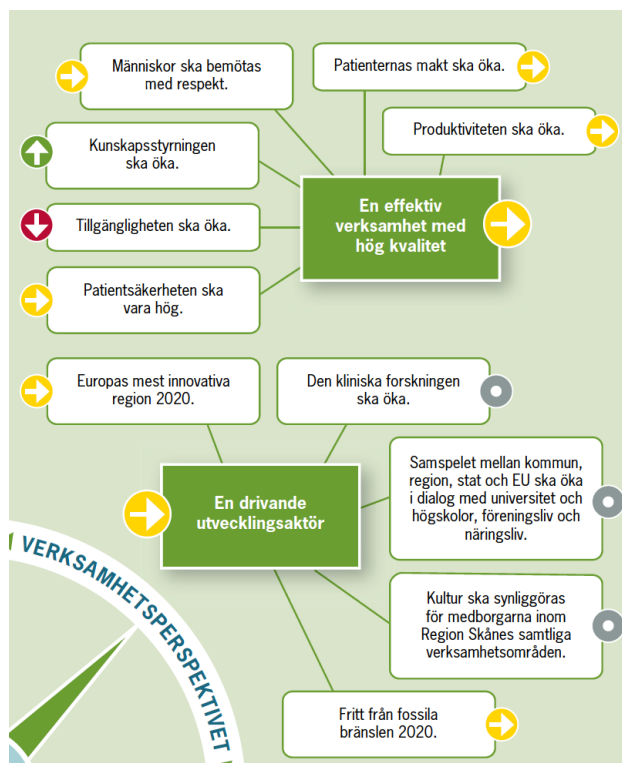 Människor ska bemötas
med respekt.
Patienternas makt ska öka.
Produktiviteten ska öka.
Kunskapsstyrningen
ska öka.
Tillgängligheten ska öka.
Patientsäkerheten ska
vara hög.
En effektiv
verksamhet med
hög kvalitet
Europas mest innovativa
region 2020.
Den kliniska forskningen
ska öka.
Samspelet mellan kommun,
region, stat och EU ska öka
i dialog med universitet och
högskolor, föreningsliv och
näringsliv.
En drivande
utvecklingsaktör
Kultur ska synliggöras
för medborgarna inom
Region Skånes samtliga
verksamhetsområden.
Fritt från fossila
bränslen 2020.
VERKSAMHETSPERSPEKTIVET